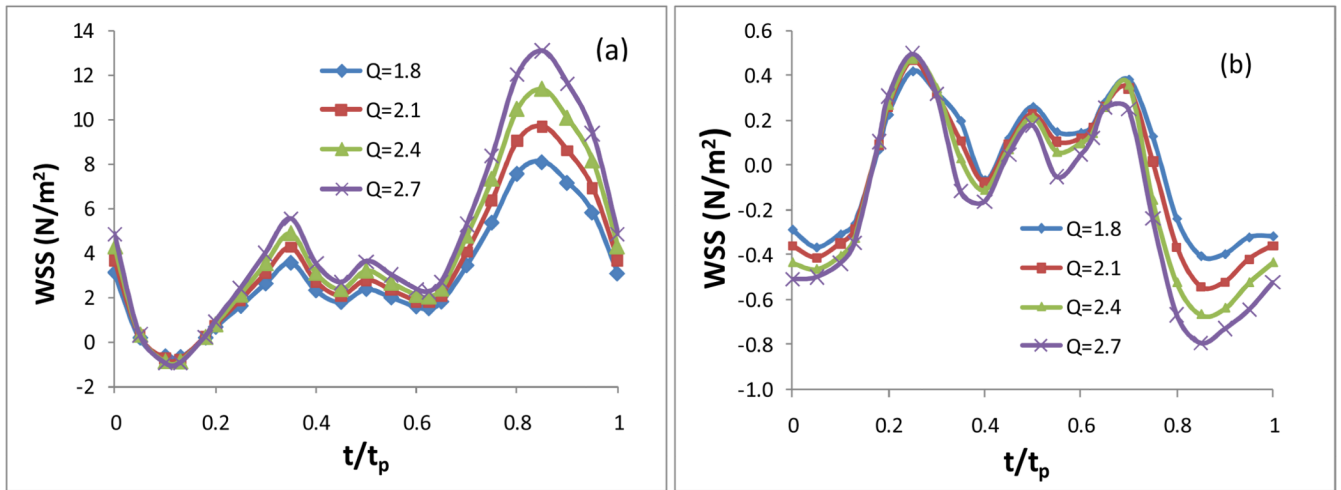 (a)
WSS (N/m²)
14
12
10
8
6
4
2
0
-2
Q=1.8
Q=2.1
Q=2.4
Q=2.7
0 0.2 0.4 0.6 0.8 1
t/tₚ
(b)
WSS (N/m²)
0.6
0.4
0.2
0.0
-0.2
-0.4
-0.6
-0.8
-1.0
Q=1.8
Q=2.1
Q=2.4
Q=2.7
0 0.2 0.4 0.6 0.8 1
t/tₚ